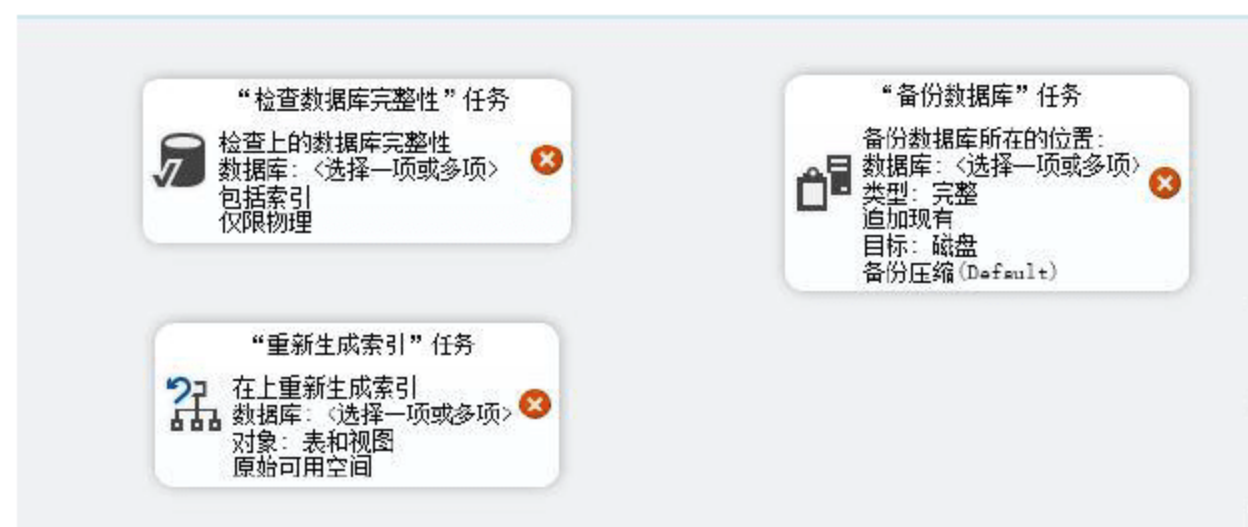 “检查数据库完整性”任务
检查上的数据库完整性
数据库：<选择一项或多项>
包括索引
仅限物理
“备份数据库”任务
备份数据库所在的位置：
数据库：<选择一项或多项>
类型：完整
追加现有
目标：磁盘
备份压缩(Default)
“重新生成索引”任务
在上重新生成索引
数据库：<选择一项或多项>
对象：表和视图
原始可用空间